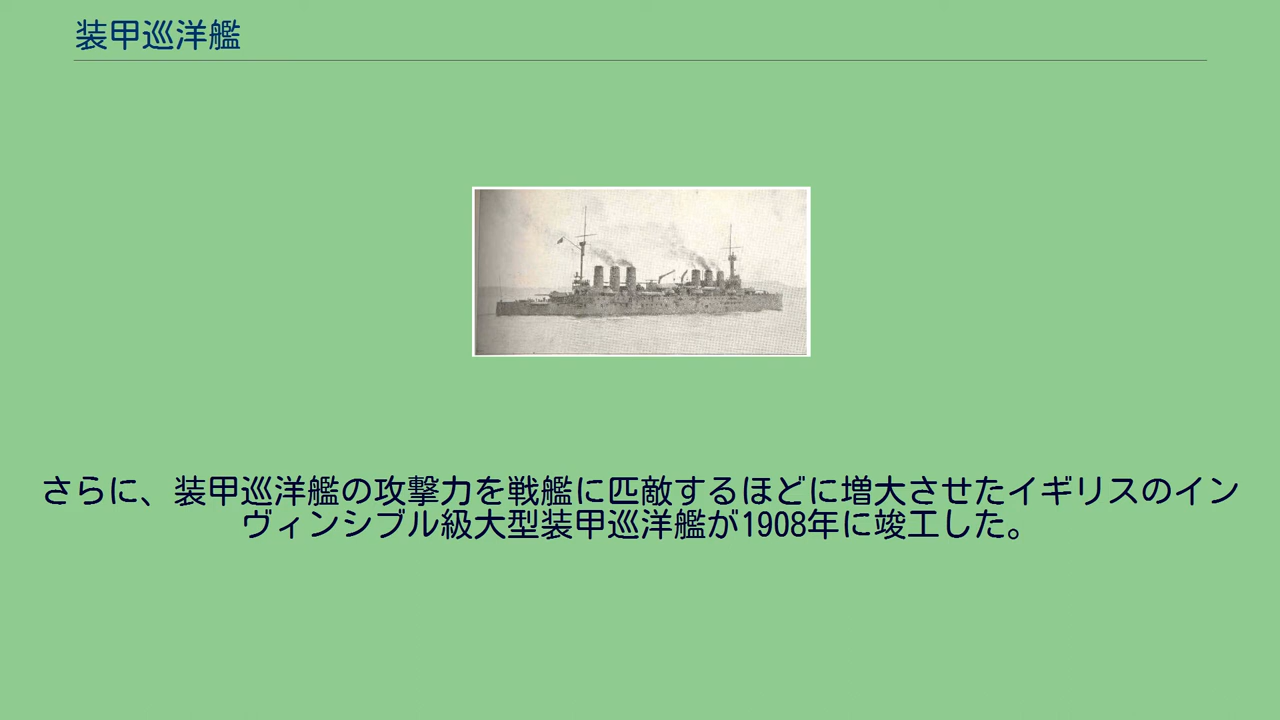 装甲巡洋艦
さらに、装甲巡洋艦の攻撃力を戦艦に匹敵するほどに増大させたイギリスのイン
ヴィンシブル級大型装甲巡洋艦が1908年に竣工した。